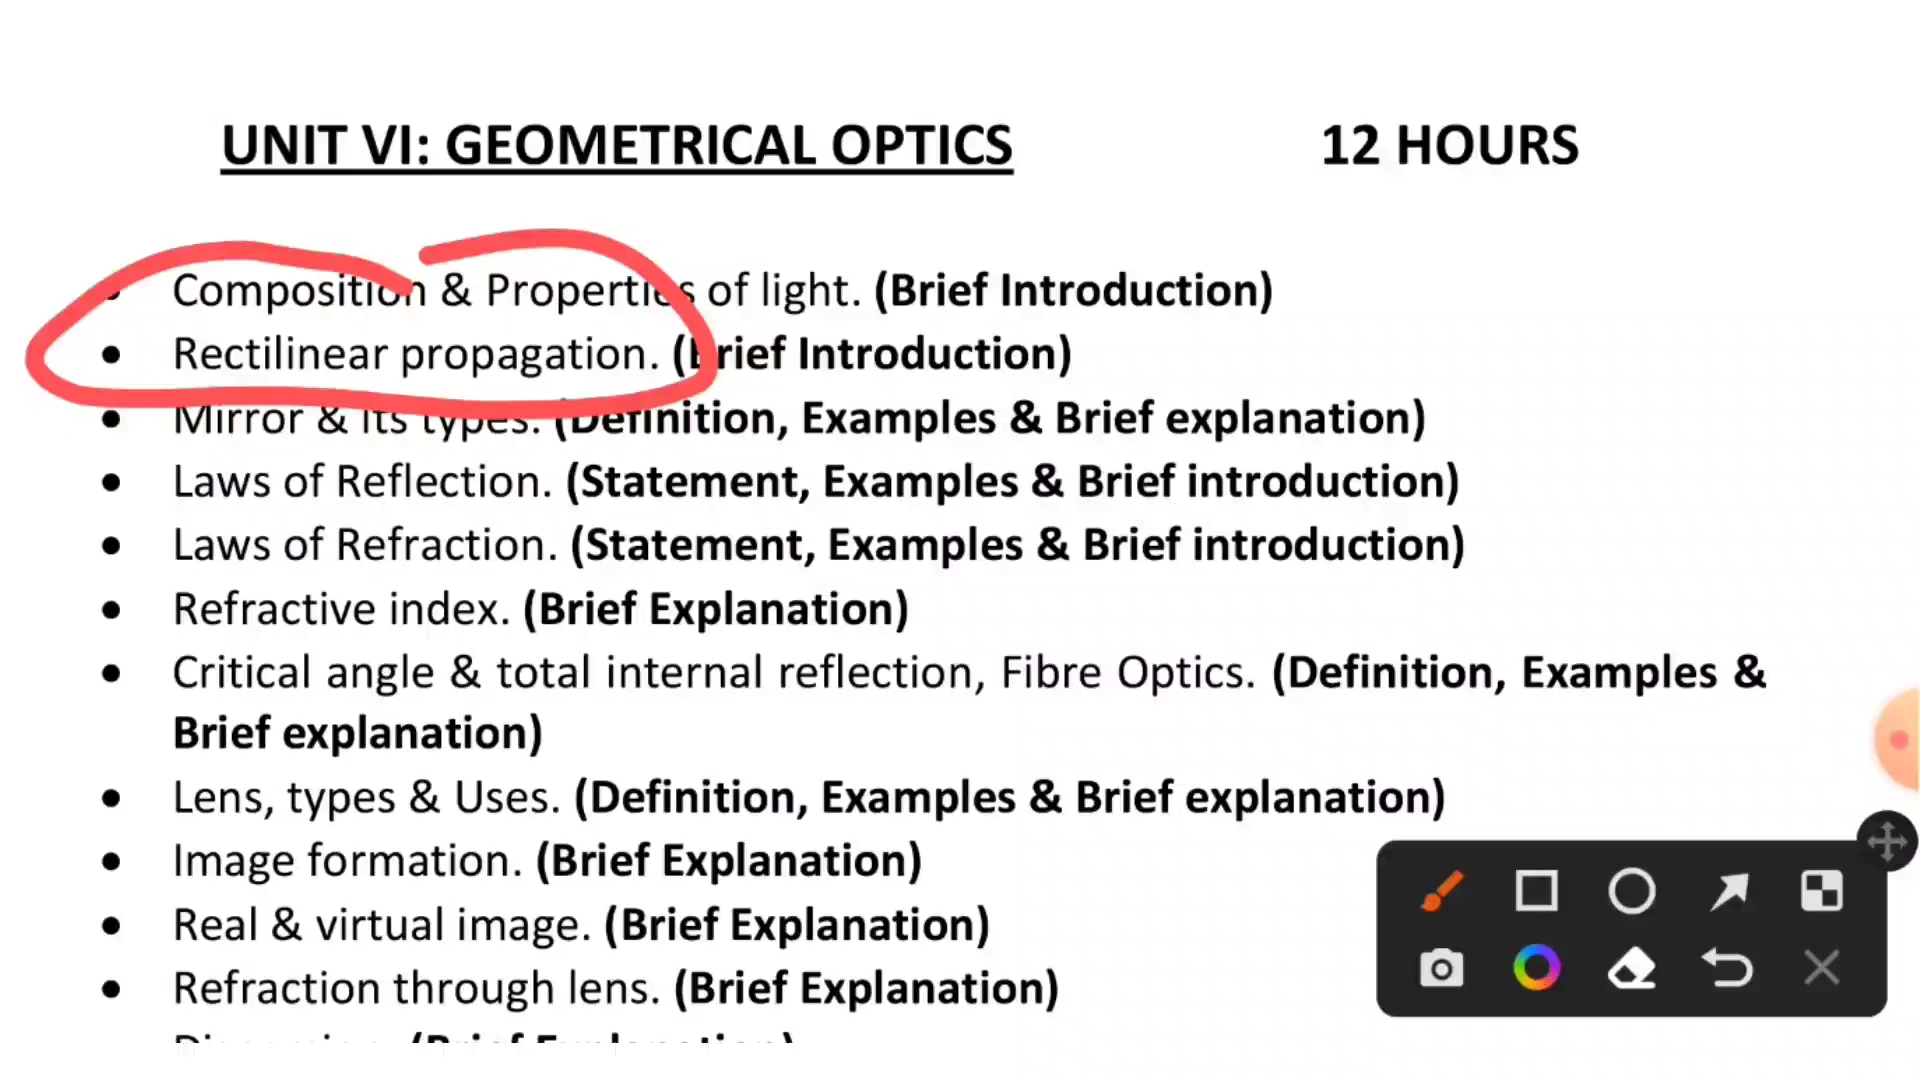 UNIT VI: GEOMETRICAL OPTICS 12 HOURS
• Composition & Properties of light. (Brief Introduction)
• Rectilinear propagation. (Brief Introduction)
• Mirror & its types. (Definition, Examples & Brief explanation)
• Laws of Reflection. (Statement, Examples & Brief introduction)
• Laws of Refraction. (Statement, Examples & Brief introduction)
• Refractive index. (Brief Explanation)
• Critical angle & total internal reflection, Fibre Optics. (Definition, Examples &
Brief explanation)
• Lens, types & Uses. (Definition, Examples & Brief explanation)
• Image formation. (Brief Explanation)
• Real & virtual image. (Brief Explanation)
• Refraction through lens. (Brief Explanation)